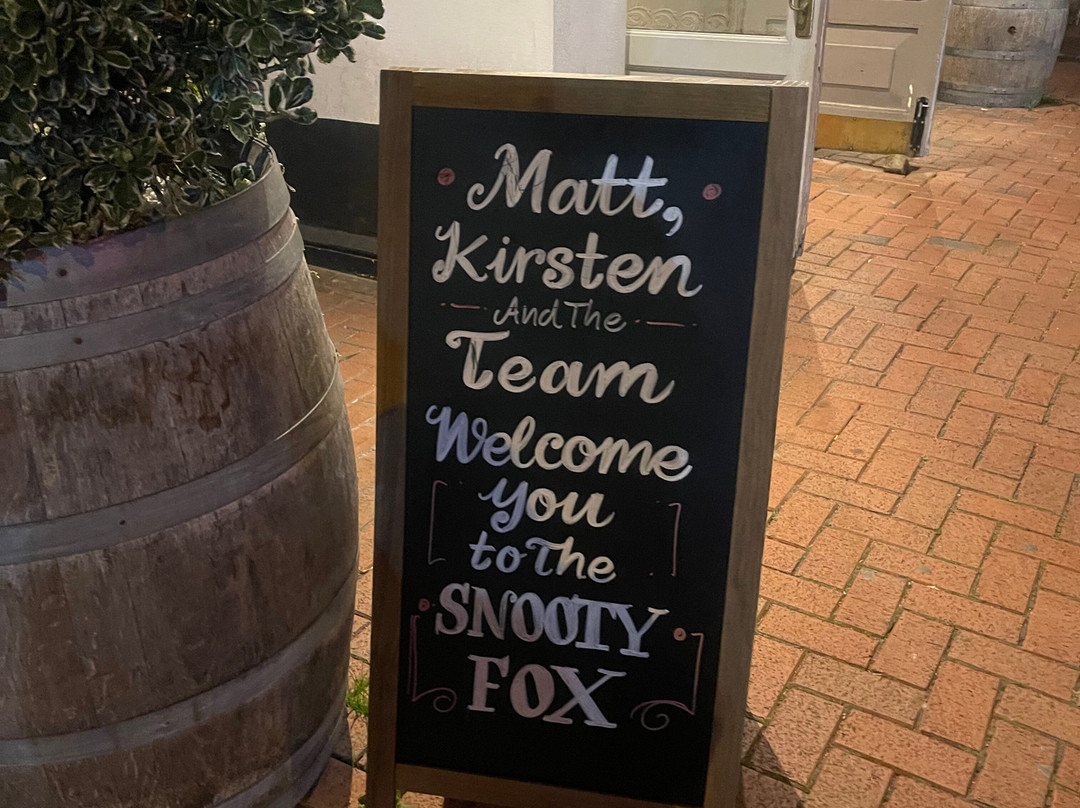 Matt,
Kirsten
And The
Team
Welcome
you
to The
SNOOTY
FOX